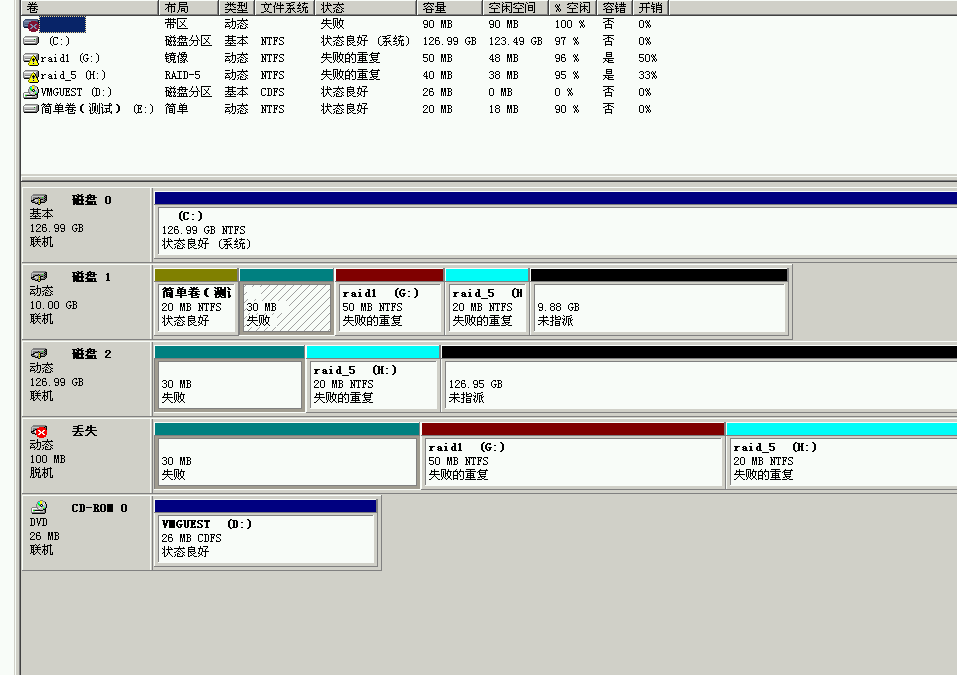 卷 布局 类型 文件系统 状态 容量 空闲空间 % 空闲 容错 开销
带区 动态 失败 90 MB 90 MB 100 % 否 0%
(C:) 磁盘分区 基本 NTFS 状态良好 (系统) 126.99 GB 123.49 GB 97 % 否 0%
raid1 (G:) 镜像 动态 NTFS 失败的重复 50 MB 48 MB 96 % 是 50%
raid_5 (H:) RAID-5 动态 NTFS 失败的重复 40 MB 38 MB 95 % 是 33%
VMGUEST (D:) 磁盘分区 基本 CDFS 状态良好 26 MB 0 MB 0 % 否 0%
简单卷(测试) (E:) 简单 动态 NTFS 状态良好 20 MB 18 MB 90 % 否 0%
磁盘 0
基本
126.99 GB
联机
(C:)
126.99 GB NTFS
状态良好 (系统)
磁盘 1
动态
10.00 GB
联机
简单卷(测
20 MB NTFS
状态良好
30 MB
失败
raid1 (G:)
50 MB NTFS
失败的重复
raid_5 (H
20 MB NTFS
失败的重复
9.88 GB
未指派
磁盘 2
动态
126.99 GB
联机
30 MB
失败
raid_5 (H:)
20 MB NTFS
失败的重复
126.95 GB
未指派
丢失
动态
100 MB
脱机
30 MB
失败
raid1 (G:)
50 MB NTFS
失败的重复
raid_5 (H:)
20 MB NTFS
失败的重复
CD-ROM 0
DVD
26 MB
联机
VMGUEST (D:)
26 MB CDFS
状态良好